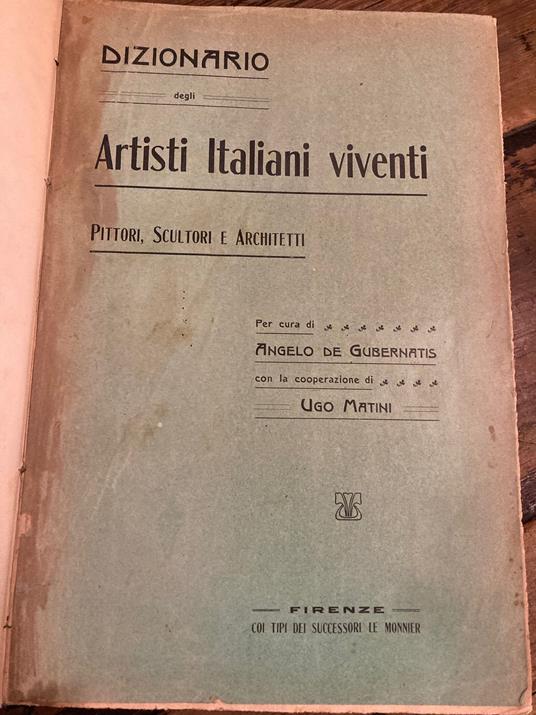 DIZIONARIO
degli
Artisti Italiani viventi
PITTORI, SCULTORI E ARCHITETTI
Per cura di
ANGELO DE GUBERNATIS
con la cooperazione di
UGO MATINI
FIRENZE
COI TIPI DEI SUCCESSORI LE MONNIER